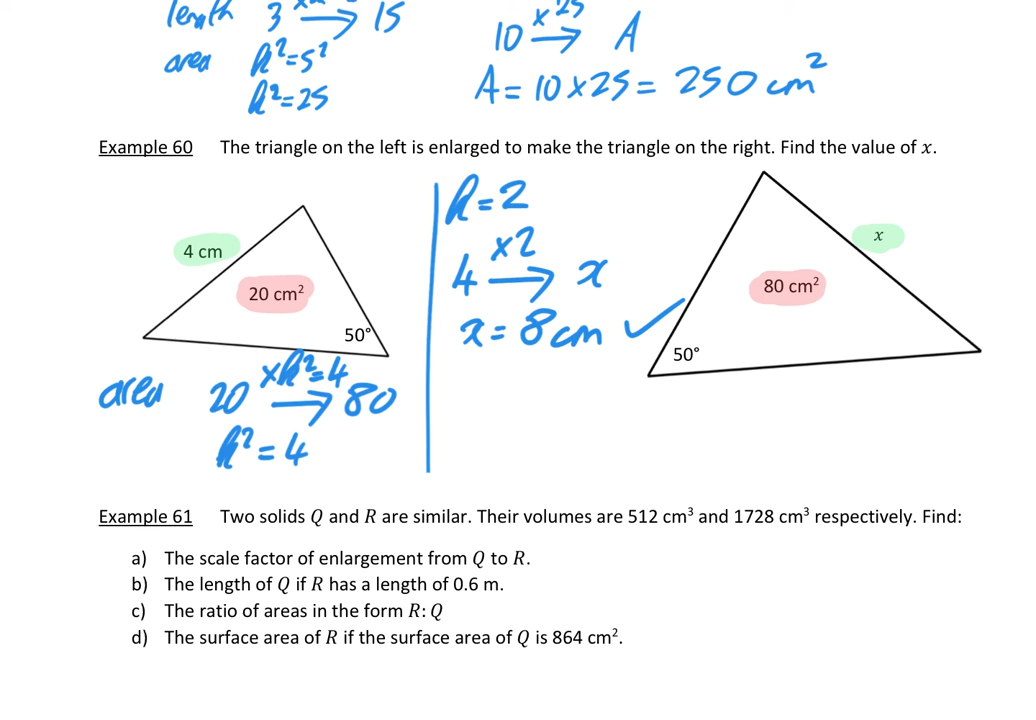 length 3 → 15
area k²=5²
k²=25
10 ×25→ A
A = 10×25 = 250 cm²
Example 60 The triangle on the left is enlarged to make the triangle on the right. Find the value of x.
4 cm
20 cm²
50°
area 20 ×k²=4→ 80
k² = 4
k=2
4 ×2→ x
x = 8cm ✓
x
80 cm²
50°
Example 61 Two solids Q and R are similar. Their volumes are 512 cm³ and 1728 cm³ respectively. Find:
a) The scale factor of enlargement from Q to R.
b) The length of Q if R has a length of 0.6 m.
c) The ratio of areas in the form R: Q
d) The surface area of R if the surface area of Q is 864 cm².